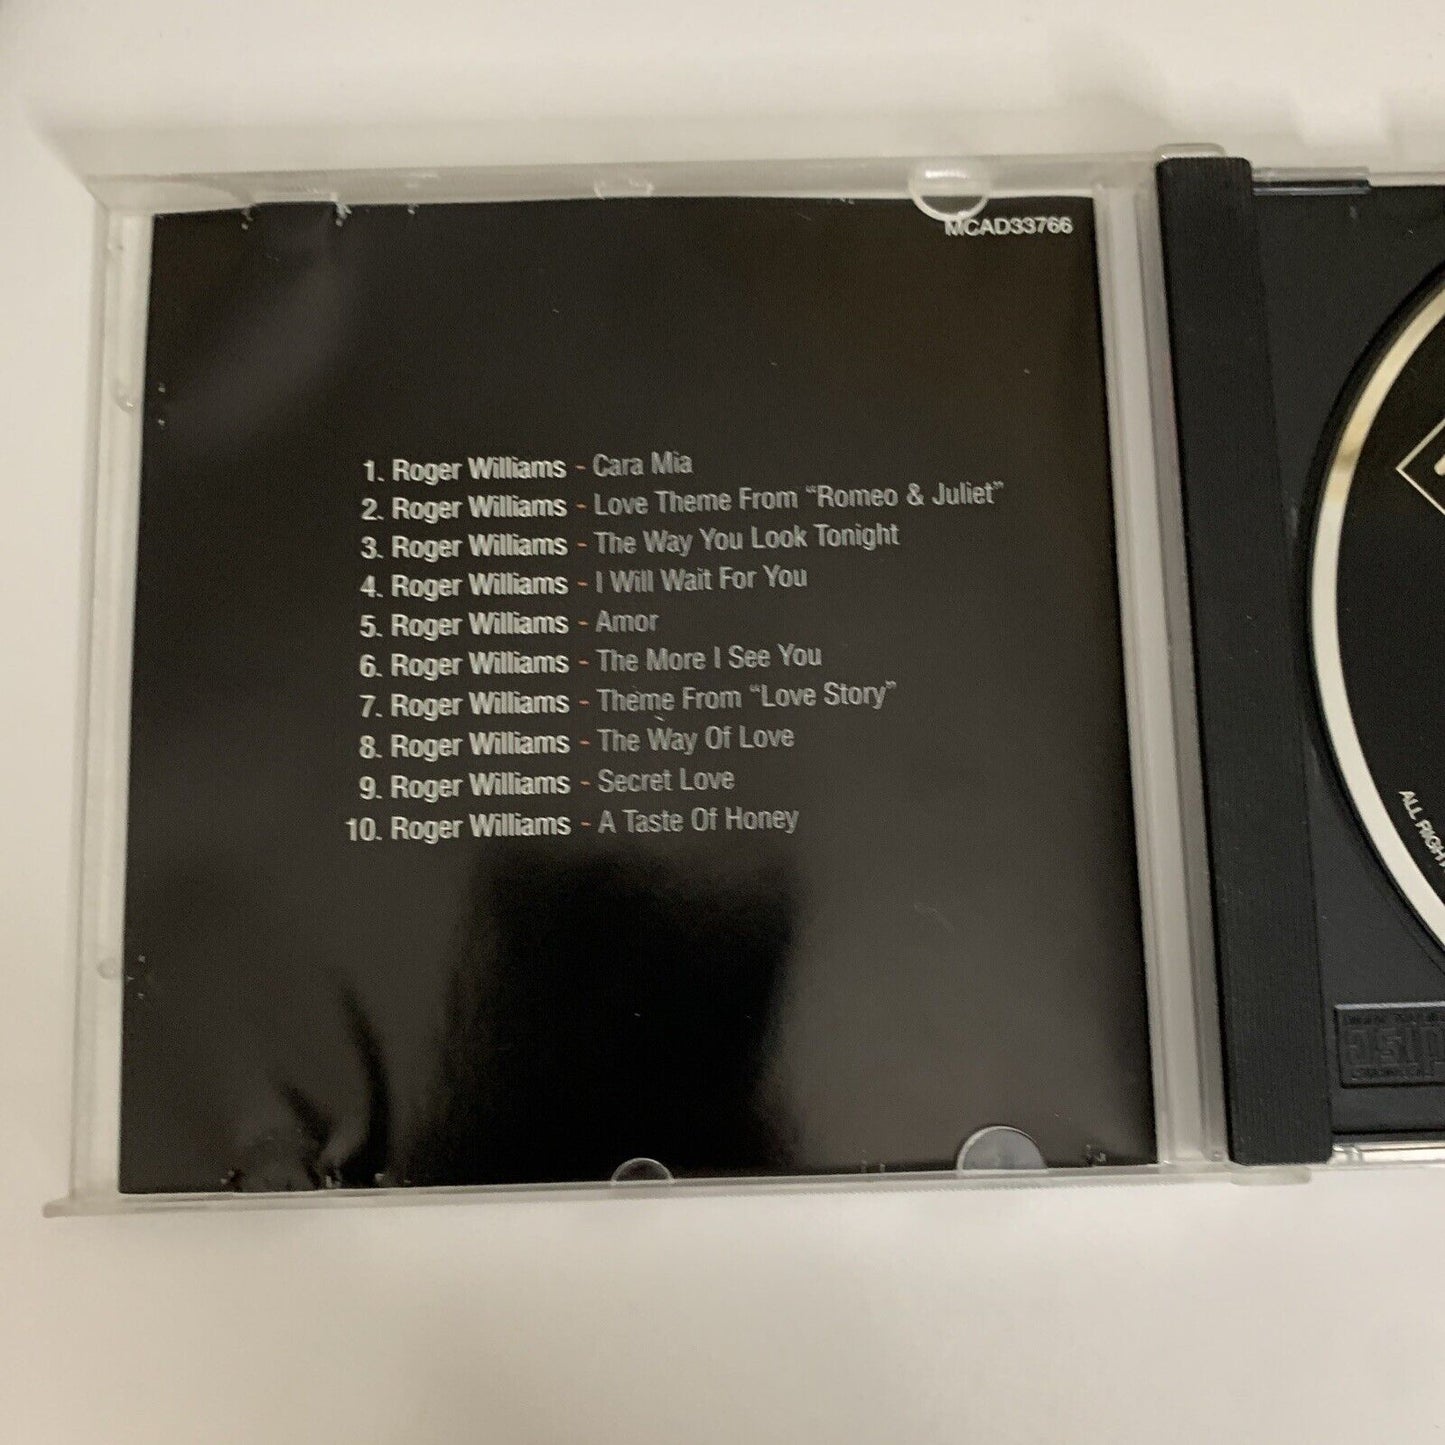 MCAD33766
1. Roger Williams - Cara Mia
2. Roger Williams - Love Theme From “Romeo & Juliet”
3. Roger Williams - The Way You Look Tonight
4. Roger Williams - I Will Wait For You
5. Roger Williams - Amor
6. Roger Williams - The More I See You
7. Roger Williams - Theme From “Love Story”
8. Roger Williams - The Way Of Love
9. Roger Williams - Secret Love
10. Roger Williams - A Taste Of Honey
ALL RIGHT